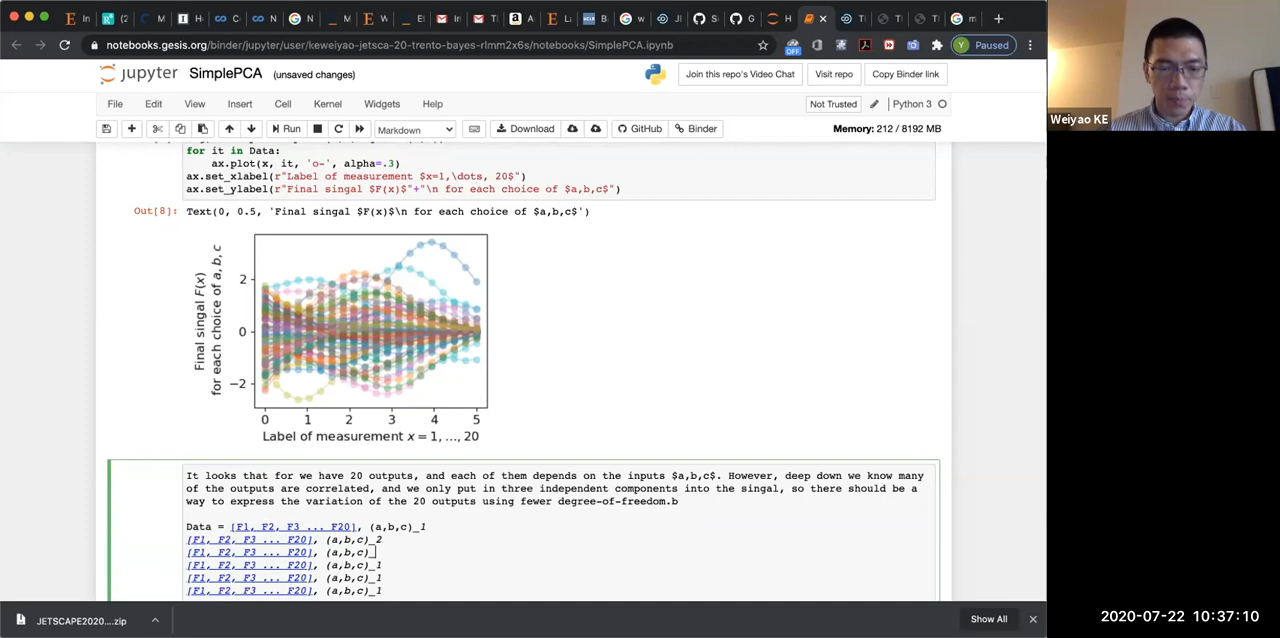 notebooks.gesis.org/binder/jupyter/user/keweiyao-jetsca-20-trento-bayes-rlmm2x6s/notebooks/SimplePCA.ipynb
OFF
Y Paused
jupyter SimplePCA (unsaved changes)
Join this repo's Video Chat
Visit repo
Copy Binder link
File Edit View Insert Cell Kernel Widgets Help
Not Trusted
Python 3
Run
Markdown
Download
GitHub
Binder
Memory: 212 / 8192 MB
for it in Data:
ax.plot(x, it, 'o-', alpha=.3)
ax.set_xlabel(r"Label of measurement $x=1,\dots, 20$")
ax.set_ylabel(r"Final singal $F(x)$"+"\n for each choice of $a,b,c$")
Out[8]: Text(0, 0.5, 'Final singal $F(x)$\n for each choice of $a,b,c$')
Final singal F(x)
for each choice of a, b, c
2
0
−2
0 1 2 3 4 5
Label of measurement x = 1, ..., 20
It looks that for we have 20 outputs, and each of them depends on the inputs $a,b,c$. However, deep down we know many
of the outputs are correlated, and we only put in three independent components into the singal, so there should be a
way to express the variation of the 20 outputs using fewer degree-of-freedom.b
Data = [F1, F2, F3 ... F20], (a,b,c)_1
[F1, F2, F3 ... F20], (a,b,c)_2
[F1, F2, F3 ... F20], (a,b,c)_
[F1, F2, F3 ... F20], (a,b,c)_1
[F1, F2, F3 ... F20], (a,b,c)_1
[F1, F2, F3 ... F20], (a,b,c)_1
JETSCAPE2020....zip
Show All
Weiyao KE
2020-07-22 10:37:10